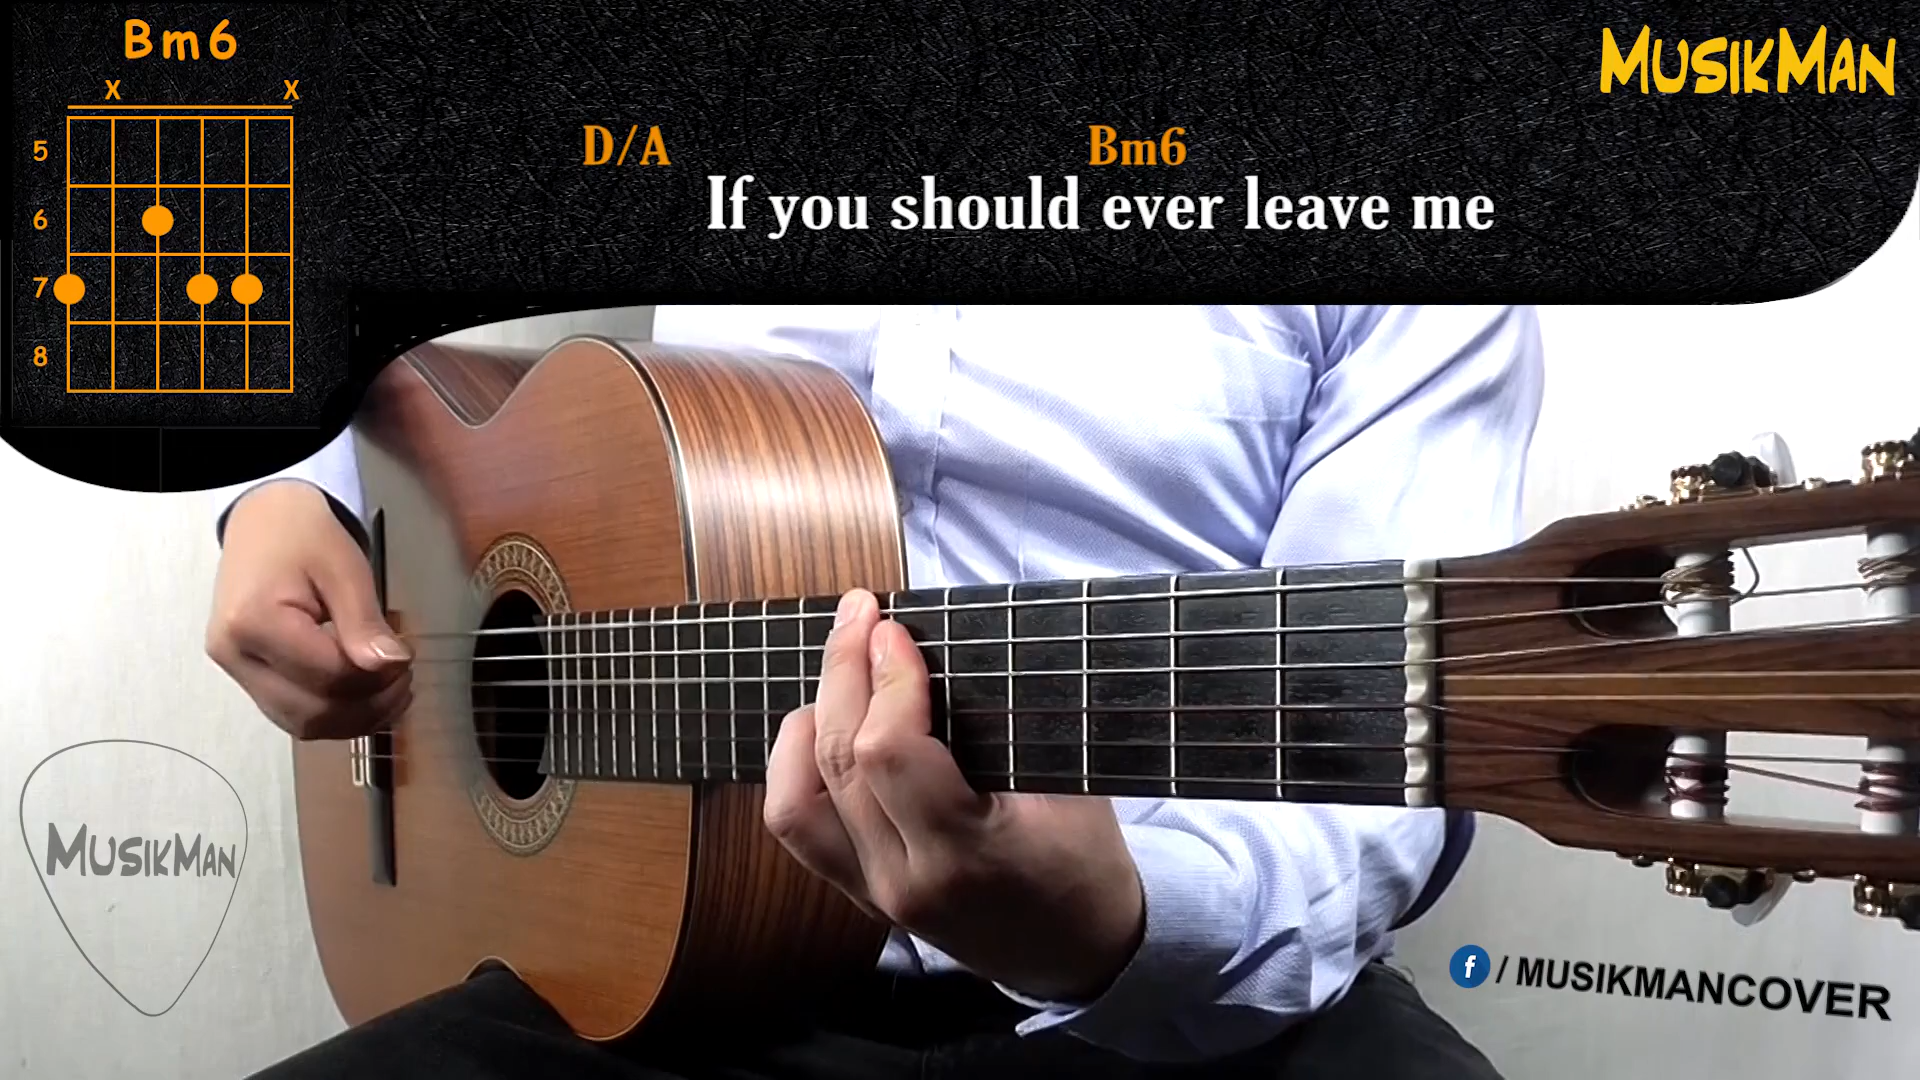 Bm6
x x
5
6
7
8
MUSIKMAN
D/A Bm6
If you should ever leave me
MUSIKMAN
f / MUSIKMANCOVER